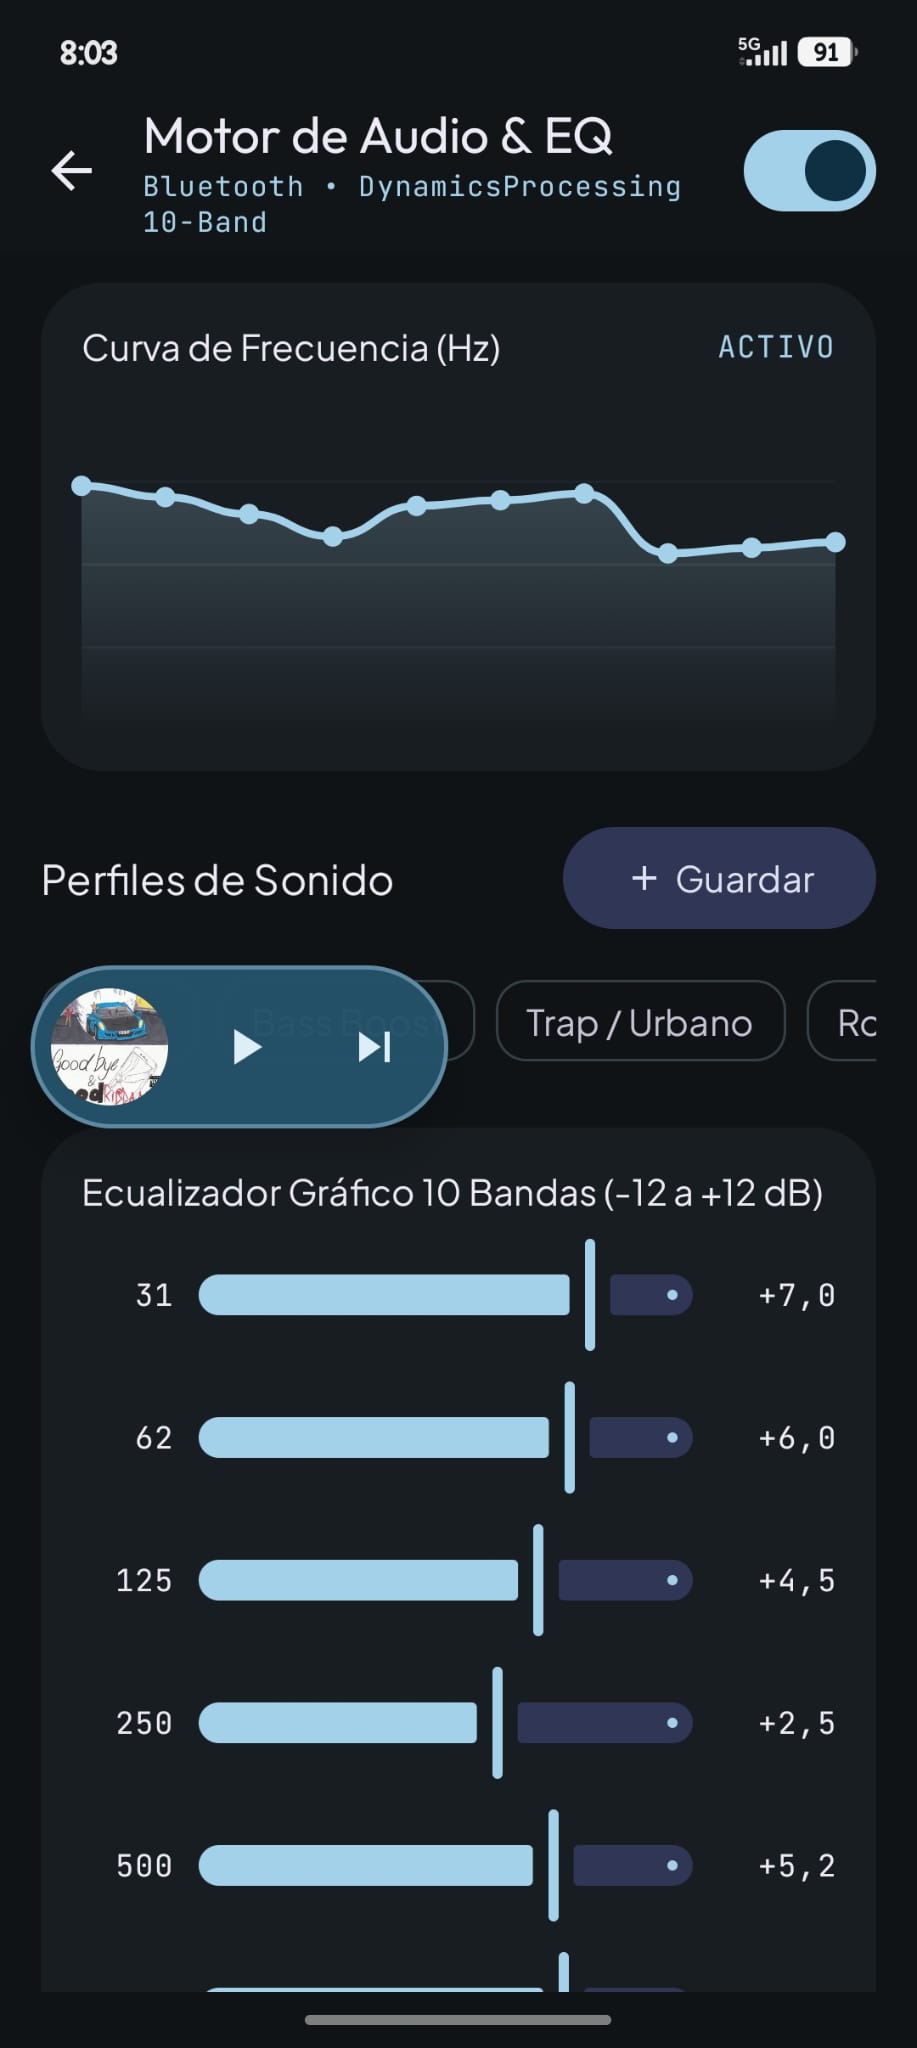 8:03
5G
91
Motor de Audio & EQ
Bluetooth • DynamicsProcessing
10-Band
Curva de Frecuencia (Hz)
ACTIVO
Perfiles de Sonido
+ Guardar
Good bye
&
Bass Boost
Trap / Urbano
Ro
Ecualizador Gráfico 10 Bandas (-12 a +12 dB)
31 +7,0
62 +6,0
125 +4,5
250 +2,5
500 +5,2